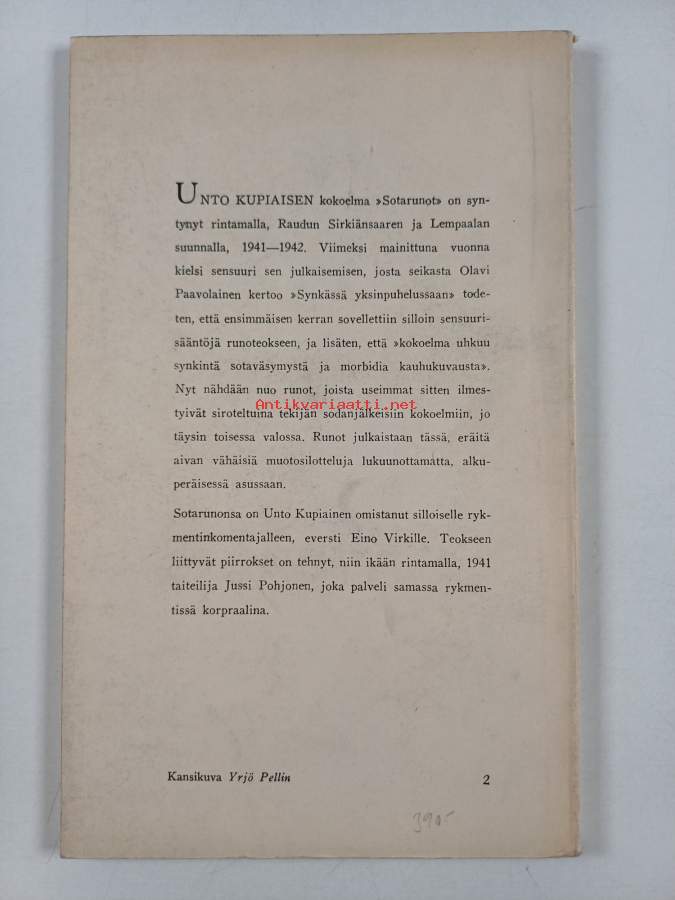 UNTO KUPIAISEN kokoelma »Sotarunot» on syn-
tynyt rintamalla, Raudun Sirkiänsaaren ja Lempaalan
suunnalla, 1941—1942. Viimeksi mainittuna vuonna
kielsi sensuuri sen julkaisemisen, josta seikasta Olavi
Paavolainen kertoo »Synkässä yksinpuhelussaan» tode-
ten, että ensimmäisen kerran sovellettiin silloin sensuuri-
sääntöjä runoteokseen, ja lisäten, että »kokoelma uhkuu
synkintä sotaväsymystä ja morbidia kauhukuvausta».
Nyt nähdään nuo runot, joista useimmat sitten ilmes-
Antikvariaatti.net
tyivät siroteltuina tekijän sodanjälkeisiin kokoelmiin, jo
täysin toisessa valossa. Runot julkaistaan tässä, eräitä
aivan vähäisiä muotosilotteluja lukuunottamatta, alku-
peräisessä asussaan.
Sotarunonsa on Unto Kupiainen omistanut silloiselle ryk-
mentinkomentajalleen, eversti Eino Virkille. Teokseen
liittyvät piirrokset on tehnyt, niin ikään rintamalla, 1941
taiteilija Jussi Pohjonen, joka palveli samassa rykmen-
tissä korpraalina.
Kansikuva Yrjö Pellin 2
390-